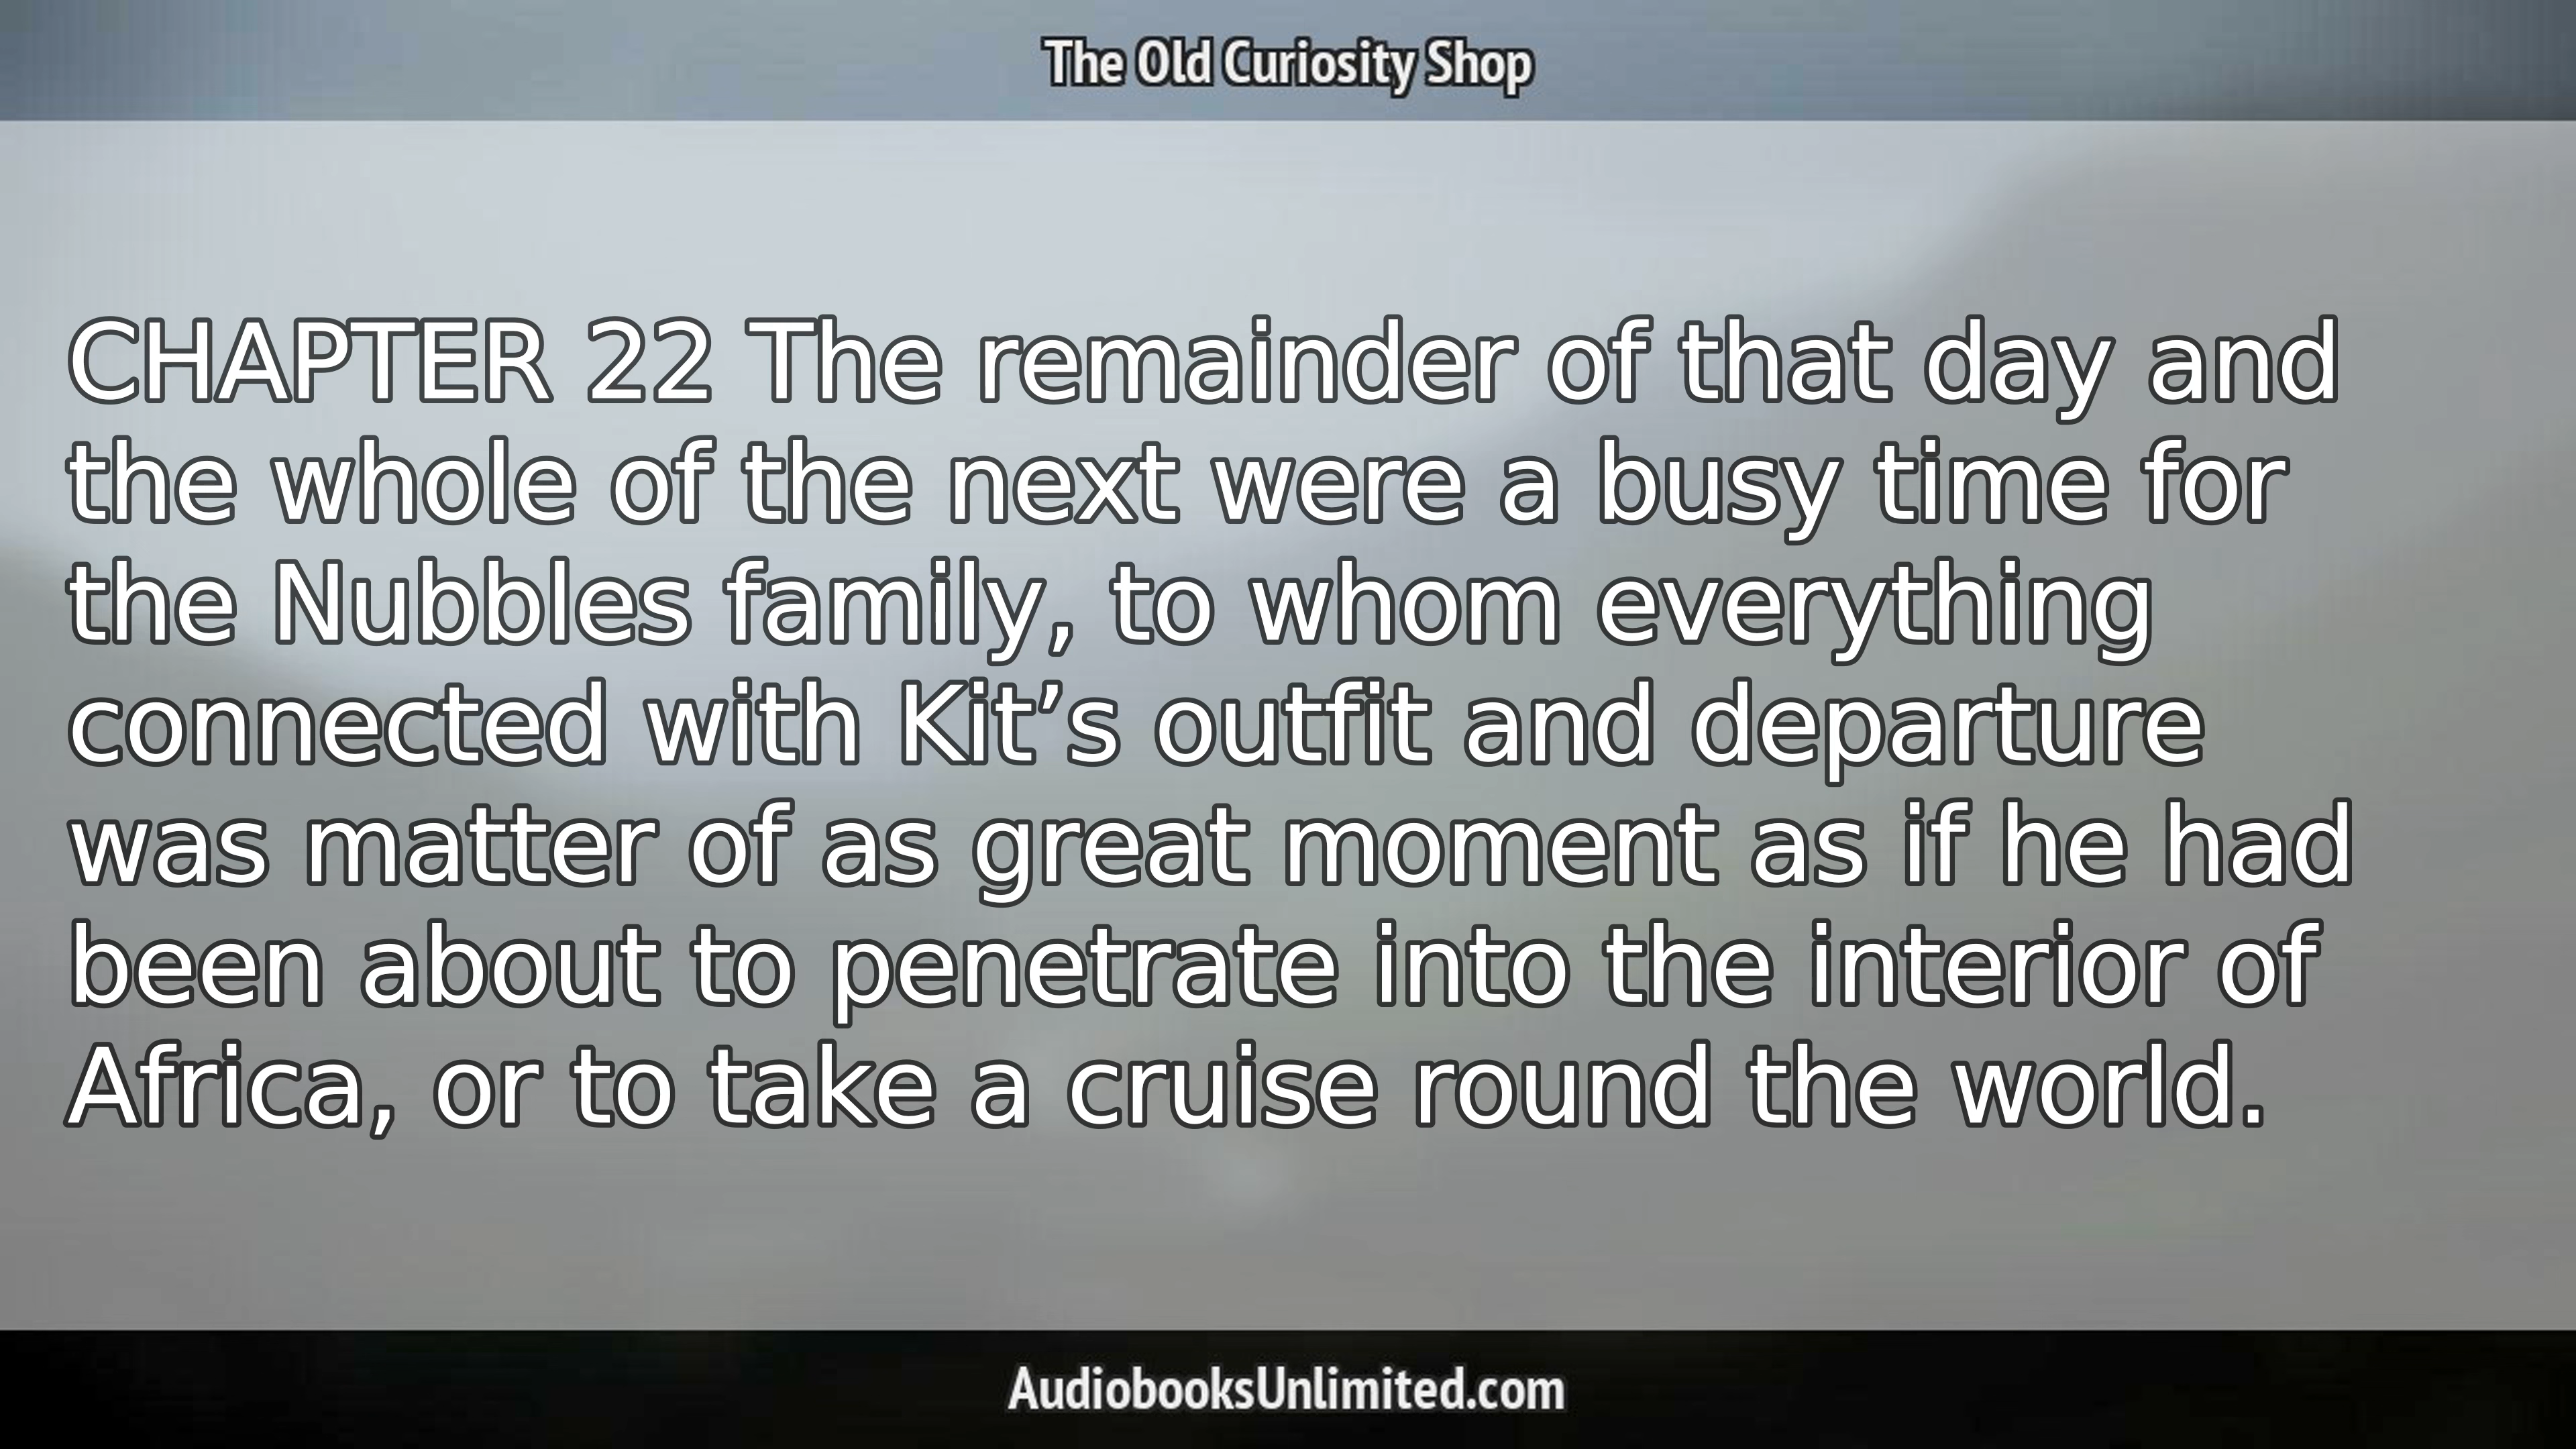 The Old Curiosity Shop
CHAPTER 22 The remainder of that day and
the whole of the next were a busy time for
the Nubbles family, to whom everything
connected with Kit’s outfit and departure
was matter of as great moment as if he had
been about to penetrate into the interior of
Africa, or to take a cruise round the world.
AudiobooksUnlimited.com